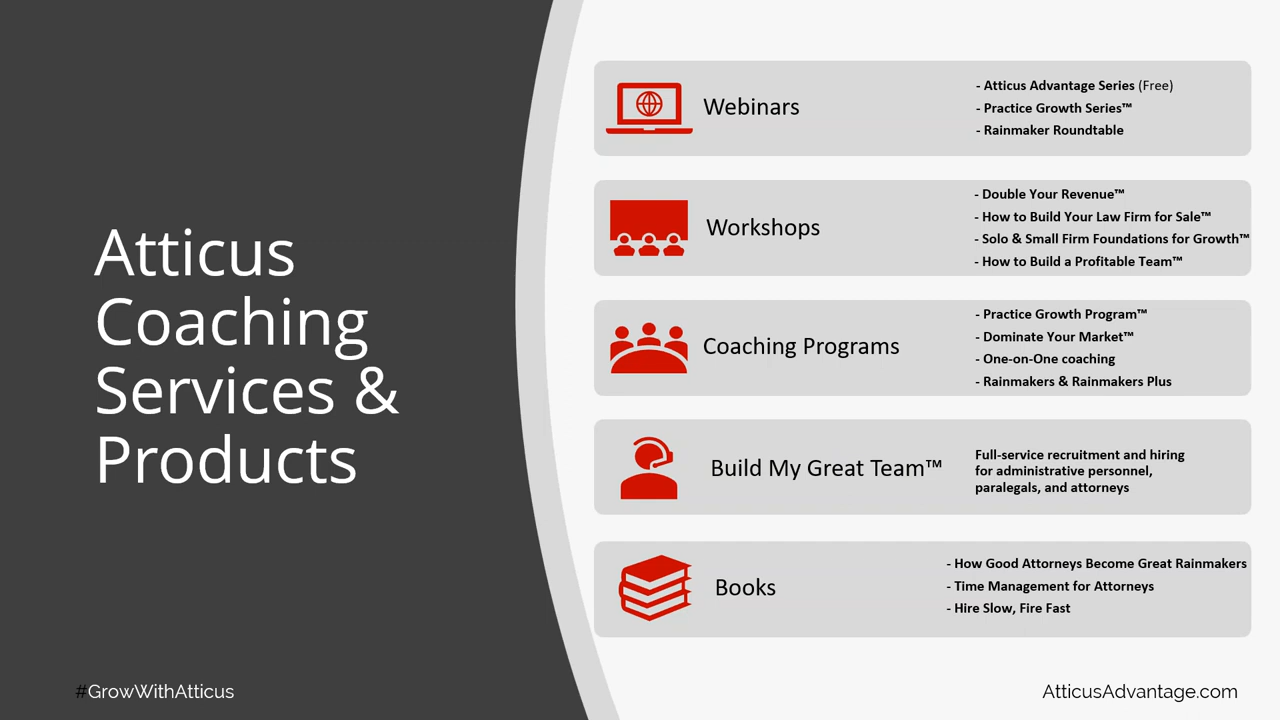 Atticus
Coaching
Services &
Products
Webinars
- Atticus Advantage Series (Free)
- Practice Growth Series™
- Rainmaker Roundtable
Workshops
- Double Your Revenue™
- How to Build Your Law Firm for Sale™
- Solo & Small Firm Foundations for Growth™
- How to Build a Profitable Team™
Coaching Programs
- Practice Growth Program™
- Dominate Your Market™
- One-on-One coaching
- Rainmakers & Rainmakers Plus
Build My Great Team™
Full-service recruitment and hiring
for administrative personnel,
paralegals, and attorneys
Books
- How Good Attorneys Become Great Rainmakers
- Time Management for Attorneys
- Hire Slow, Fire Fast
#GrowWithAtticus
AtticusAdvantage.com